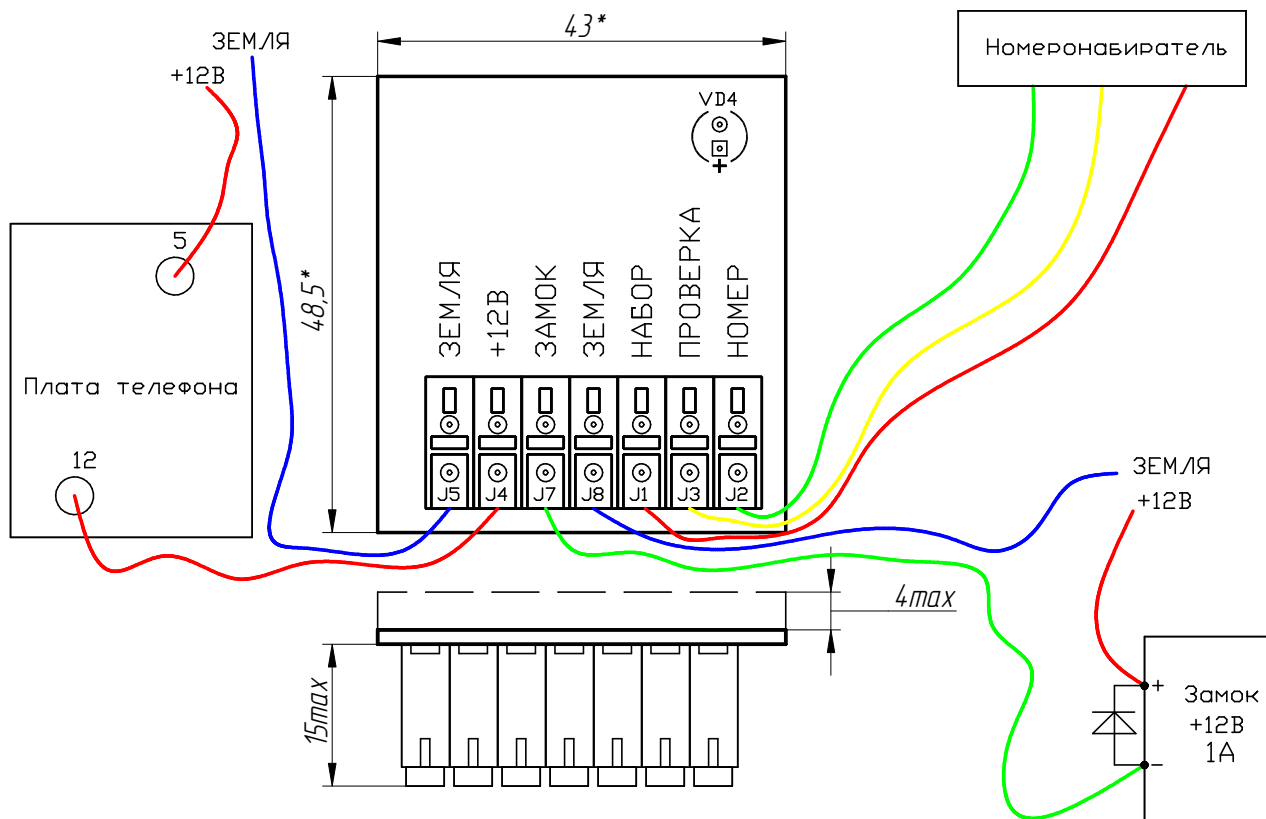 43*
ЗЕМЛЯ
+12В
Номеронабиратель
VD4
+
48,5*
5
Плата телефона
12
ЗЕМЛЯ
+12В
ЗАМОК
ЗЕМЛЯ
НАБОР
ПРОВЕРКА
НОМЕР
J5 J4 J7 J8 J1 J3 J2
ЗЕМЛЯ
+12В
4max
15max
+
Замок
+12В
1А
−